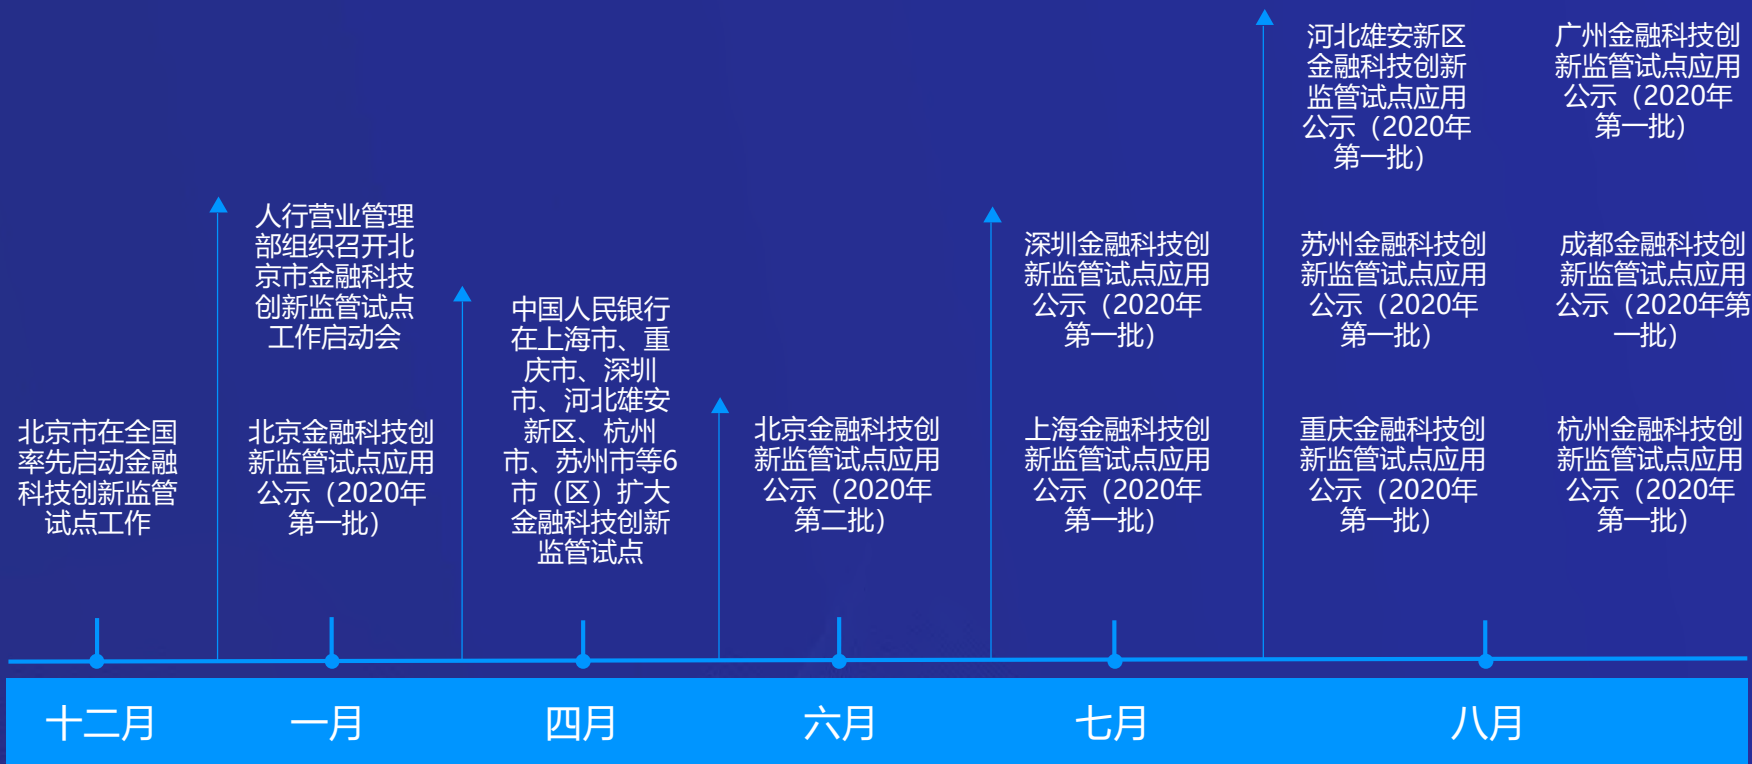 北京市在全国
率先启动金融
科技创新监管
试点工作
人行营业管理
部组织召开北
京市金融科技
创新监管试点
工作启动会
北京金融科技创
新监管试点应用
公示（2020年
第一批）
中国人民银行
在上海市、重
庆市、深圳
市、河北雄安
新区、杭州
市、苏州市等6
市（区）扩大
金融科技创新
监管试点
北京金融科技创
新监管试点应用
公示（2020年
第二批）
深圳金融科技创
新监管试点应用
公示（2020年
第一批）
上海金融科技创
新监管试点应用
公示（2020年
第一批）
河北雄安新区
金融科技创新
监管试点应用
公示（2020年
第一批）
广州金融科技创
新监管试点应用
公示（2020年
第一批）
苏州金融科技创
新监管试点应用
公示（2020年
第一批）
成都金融科技创
新监管试点应用
公示（2020年第
一批）
重庆金融科技创
新监管试点应用
公示（2020年
第一批）
杭州金融科技创
新监管试点应用
公示（2020年
第一批）
十二月
一月
四月
六月
七月
八月